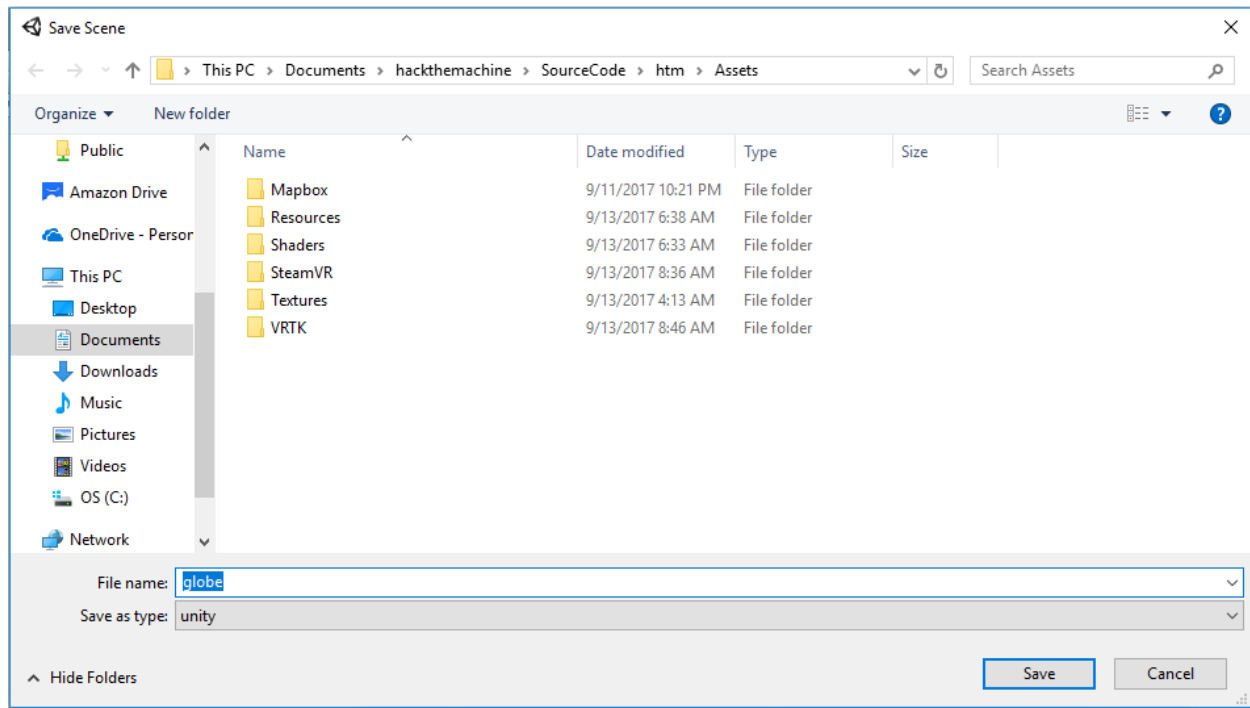 Save Scene
This PC > Documents > hackthemachine > SourceCode > htm > Assets
Search Assets
Organize
New folder
Name Date modified Type Size
Public
Amazon Drive
OneDrive - Person
This PC
Desktop
Documents
Downloads
Music
Pictures
Videos
OS (C:)
Network
Mapbox 9/11/2017 10:21 PM File folder
Resources 9/13/2017 6:38 AM File folder
Shaders 9/13/2017 6:33 AM File folder
SteamVR 9/13/2017 8:36 AM File folder
Textures 9/13/2017 4:13 AM File folder
VRTK 9/13/2017 8:46 AM File folder
File name: globe
Save as type: unity
Hide Folders
Save
Cancel